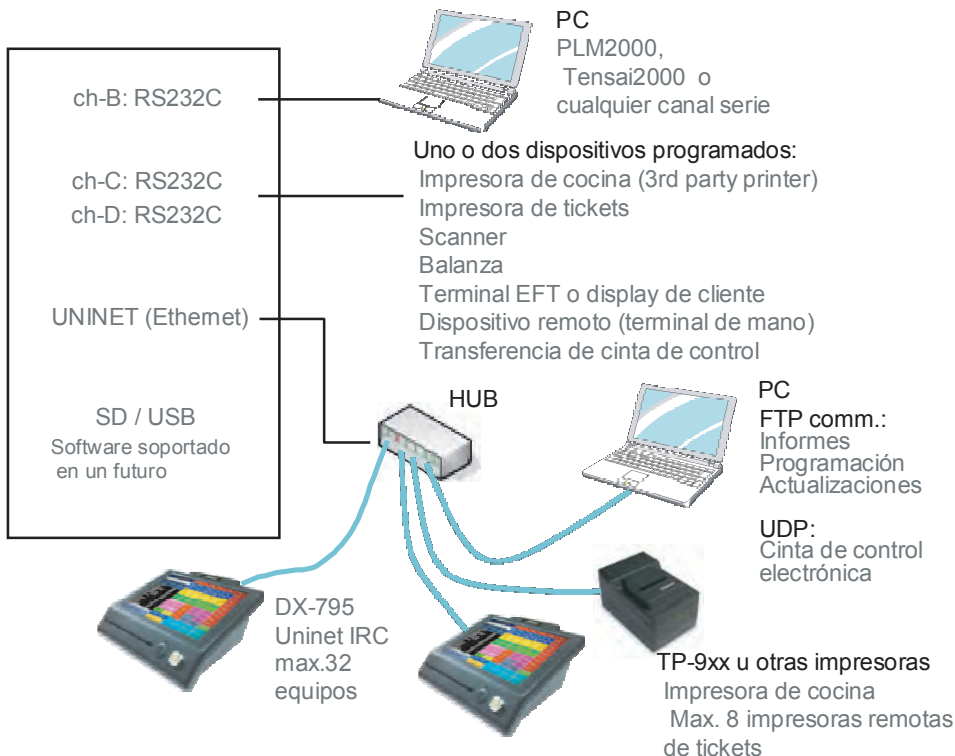 ch-B: RS232C
ch-C: RS232C
ch-D: RS232C
UNINET (Ethernet)
SD / USB
Software soportado
en un futuro
PC
PLM2000,
Tensai2000 o
cualquier canal serie
Uno o dos dispositivos programados:
Impresora de cocina (3rd party printer)
Impresora de tickets
Scanner
Balanza
Terminal EFT o display de cliente
Dispositivo remoto (terminal de mano)
Transferencia de cinta de control
HUB
PC
FTP comm.:
Informes
Programación
Actualizaciones
UDP:
Cinta de control
electrónica
DX-795
Uninet IRC
max.32
equipos
TP-9xx u otras impresoras
Impresora de cocina
Max. 8 impresoras remotas
de tickets